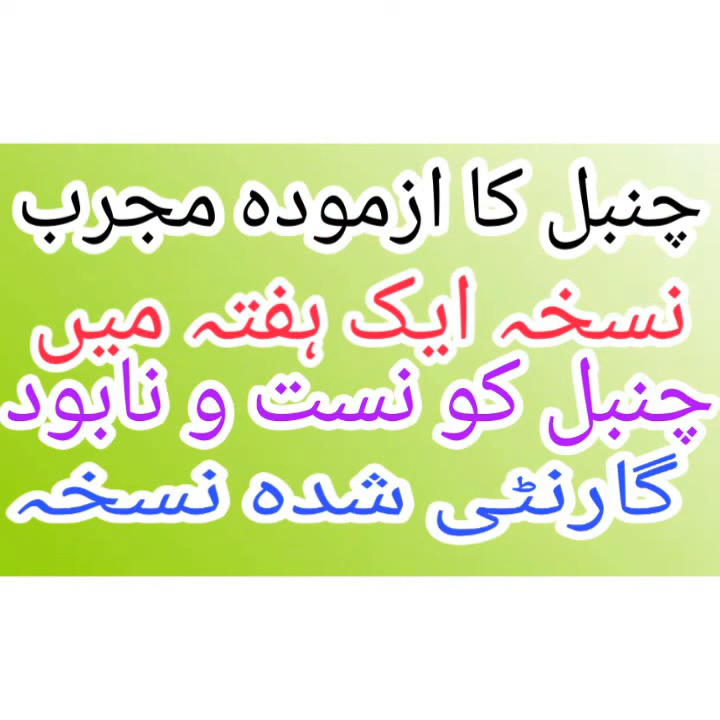 چنبل کا ازمودہ مجرب
نسخہ ایک ہفتہ میں
چنبل کو نست و نابود
گارنٹی شدہ نسخہ